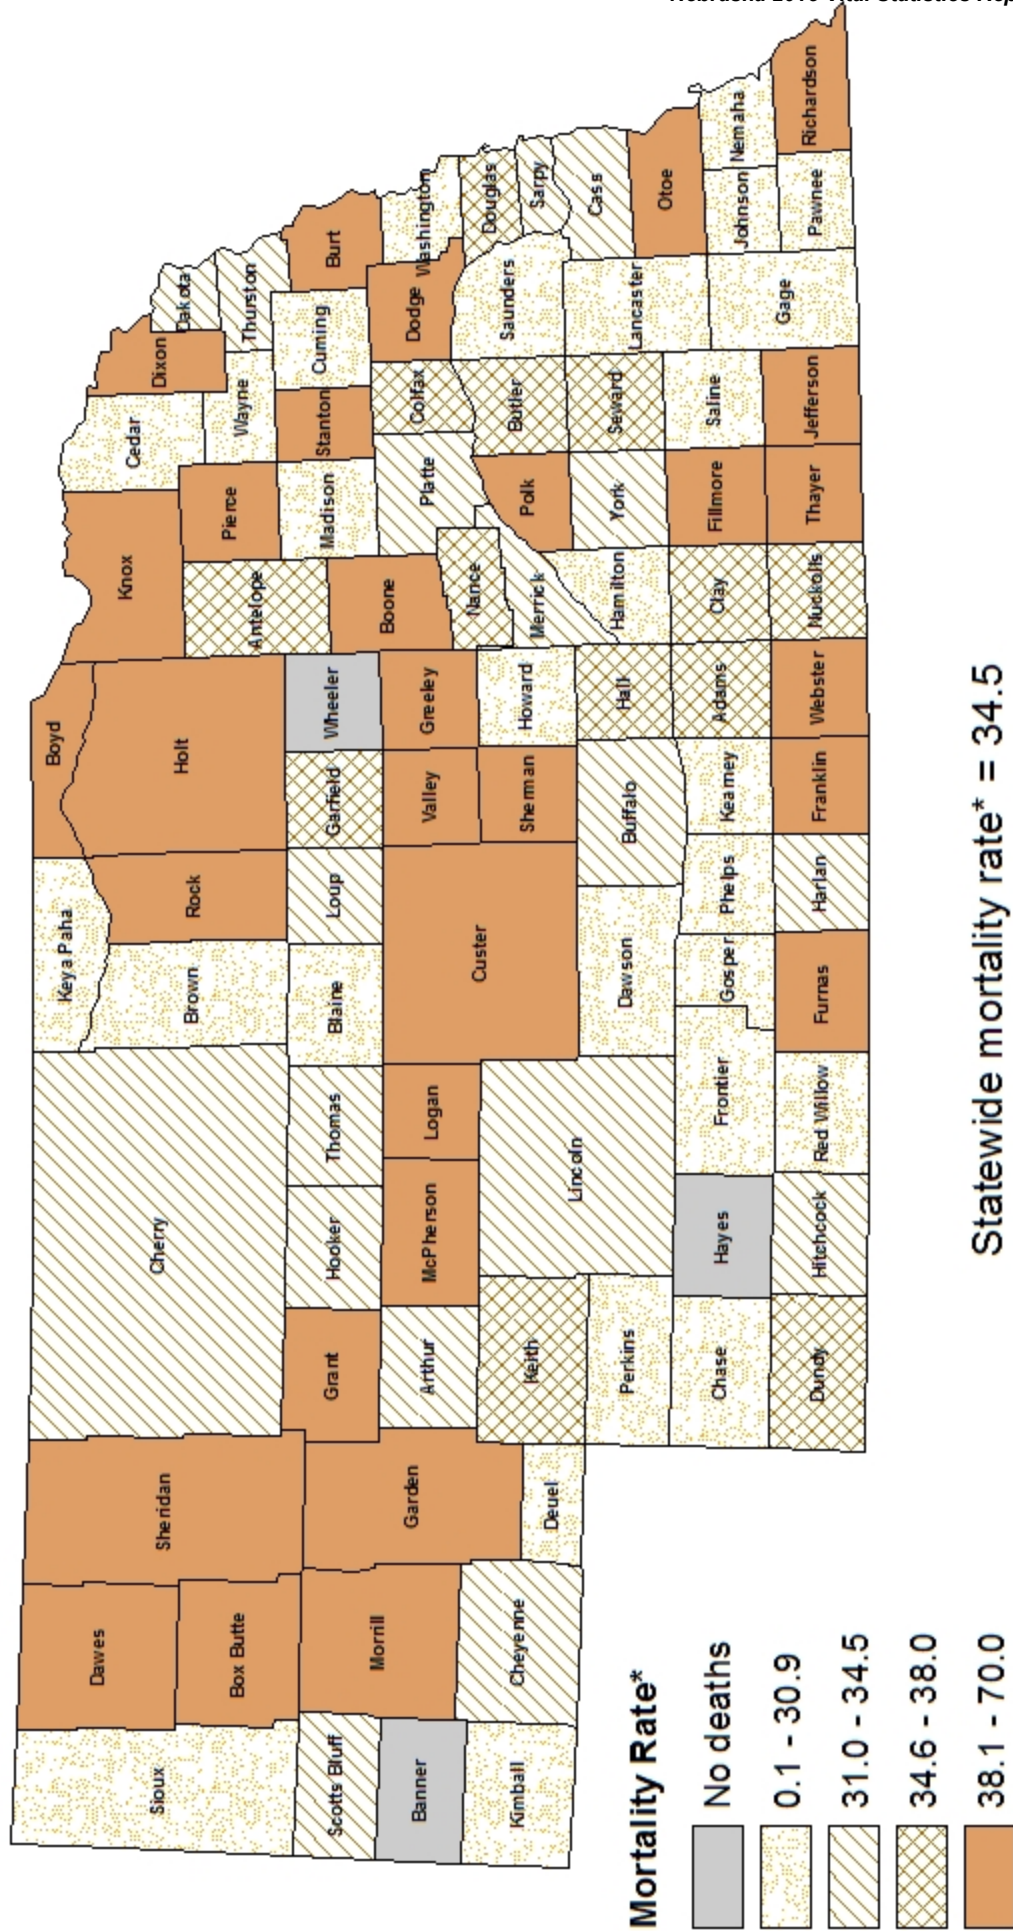 Sioux
Dawes
Box Butte
Sheridan
Cherry
Keya Paha
Brown
Rock
Boyd
Holt
Knox
Cedar
Dixon
Dakota
Scotts Bluff
Banner
Kimball
Morrill
Cheyenne
Garden
Deuel
Grant
Hooker
Thomas
Blaine
Loup
Garfield
Wheeler
Antelope
Pierce
Wayne
Thurston
Madison
Stanton
Cuming
Burt
Arthur
McPherson
Logan
Custer
Valley
Greeley
Boone
Platte
Colfax
Dodge
Washington
Nance
Keith
Lincoln
Sherman
Howard
Merrick
Polk
Butler
Saunders
Douglas
Sarpy
Perkins
Dawson
Buffalo
Hall
Hamilton
York
Seward
Lancaster
Cass
Otoe
Chase
Hayes
Frontier
Gosper
Phelps
Kearney
Adams
Clay
Fillmore
Saline
Gage
Johnson
Nemaha
Dundy
Hitchcock
Red Willow
Furnas
Harlan
Franklin
Webster
Nuckolls
Thayer
Jefferson
Pawnee
Richardson
Mortality Rate*
No deaths
0.1 - 30.9
31.0 - 34.5
34.6 - 38.0
38.1 - 70.0
Statewide mortality rate* = 34.5